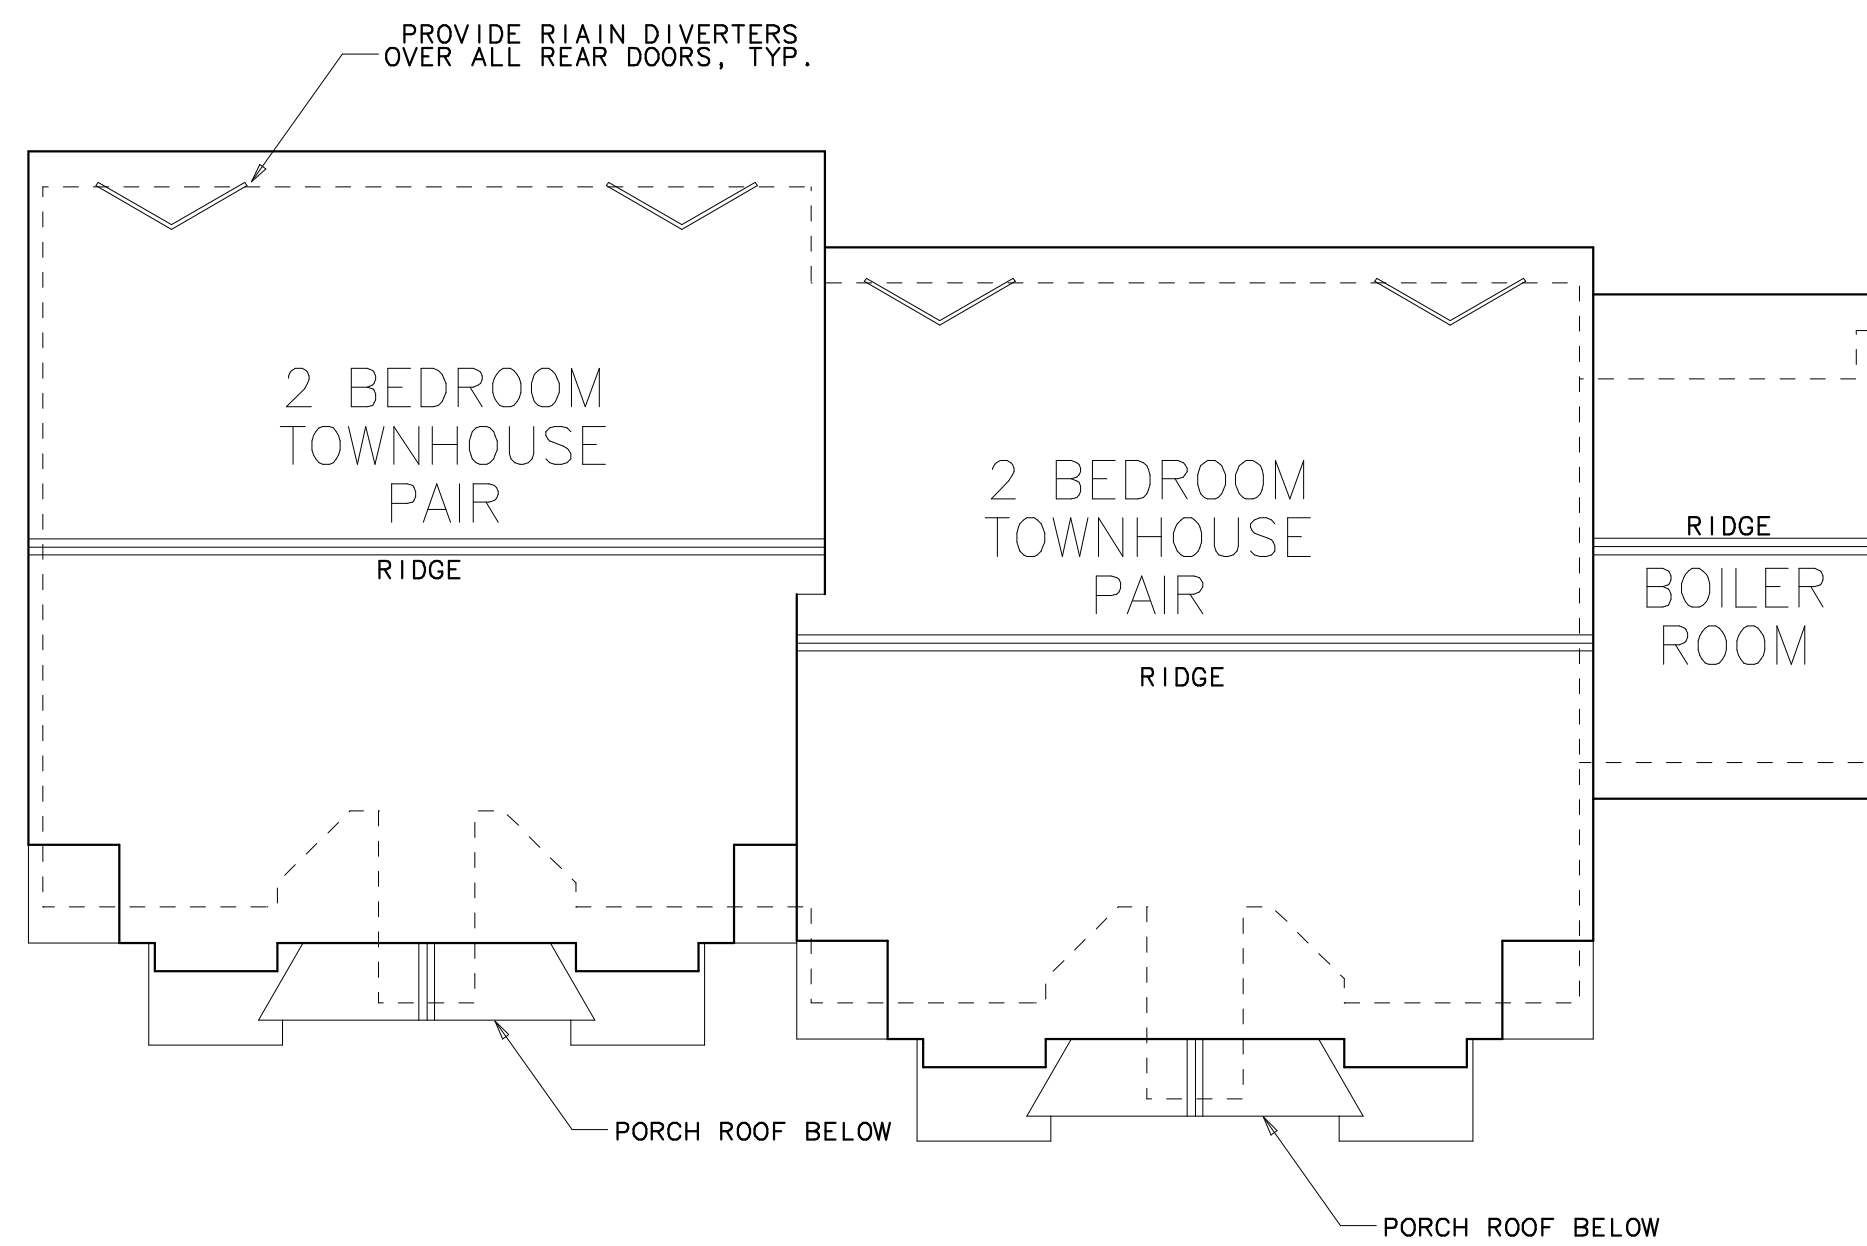 PROVIDE RIAIN DIVERTERS
OVER ALL REAR DOORS, TYP.
2 BEDROOM
TOWNHOUSE
PAIR
RIDGE
2 BEDROOM
TOWNHOUSE
PAIR
RIDGE
RIDGE
BOILER
ROOM
PORCH ROOF BELOW
PORCH ROOF BELOW